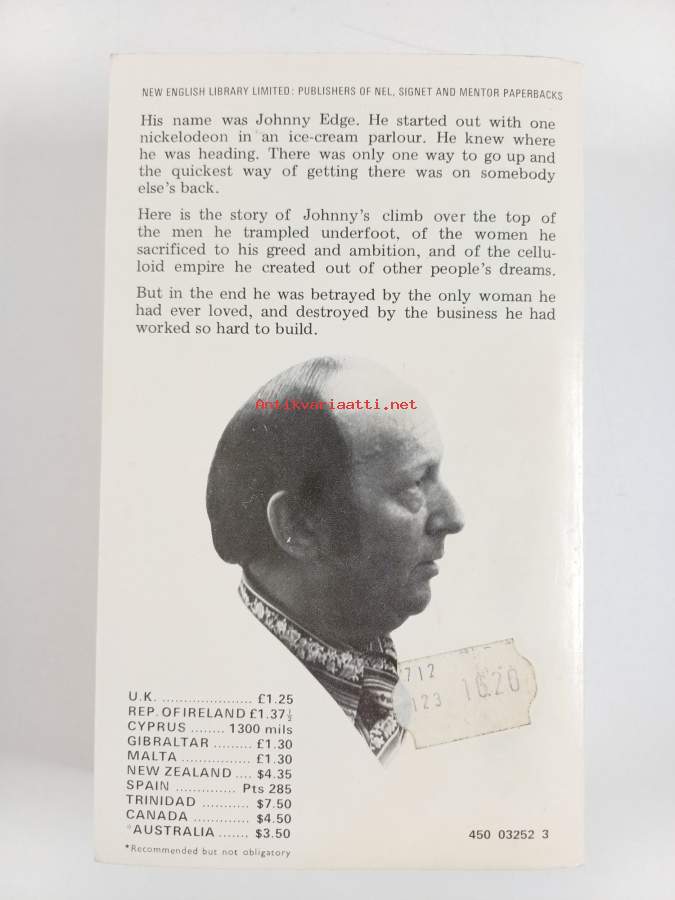 NEW ENGLISH LIBRARY LIMITED: PUBLISHERS OF NEL, SIGNET AND MENTOR PAPERBACKS
His name was Johnny Edge. He started out with one
nickelodeon in an ice-cream parlour. He knew where
he was heading. There was only one way to go up and
the quickest way of getting there was on somebody
else's back.
Here is the story of Johnny's climb over the top of
the men he trampled underfoot, of the women he
sacrificed to his greed and ambition, and of the cellu-
loid empire he created out of other people's dreams.
But in the end he was betrayed by the only woman he
had ever loved, and destroyed by the business he had
worked so hard to build.
Antikvariaatti.net
712
123 16.20
U.K. ..................... £1.25
REP. OF IRELAND £1.37½
CYPRUS ........ 1300 mils
GIBRALTAR ......... £1.30
MALTA ................ £1.30
NEW ZEALAND .... $4.35
SPAIN .............. Pts 285
TRINIDAD ........... $7.50
CANADA ............. $4.50
*AUSTRALIA ....... $3.50
*Recommended but not obligatory
450 03252 3